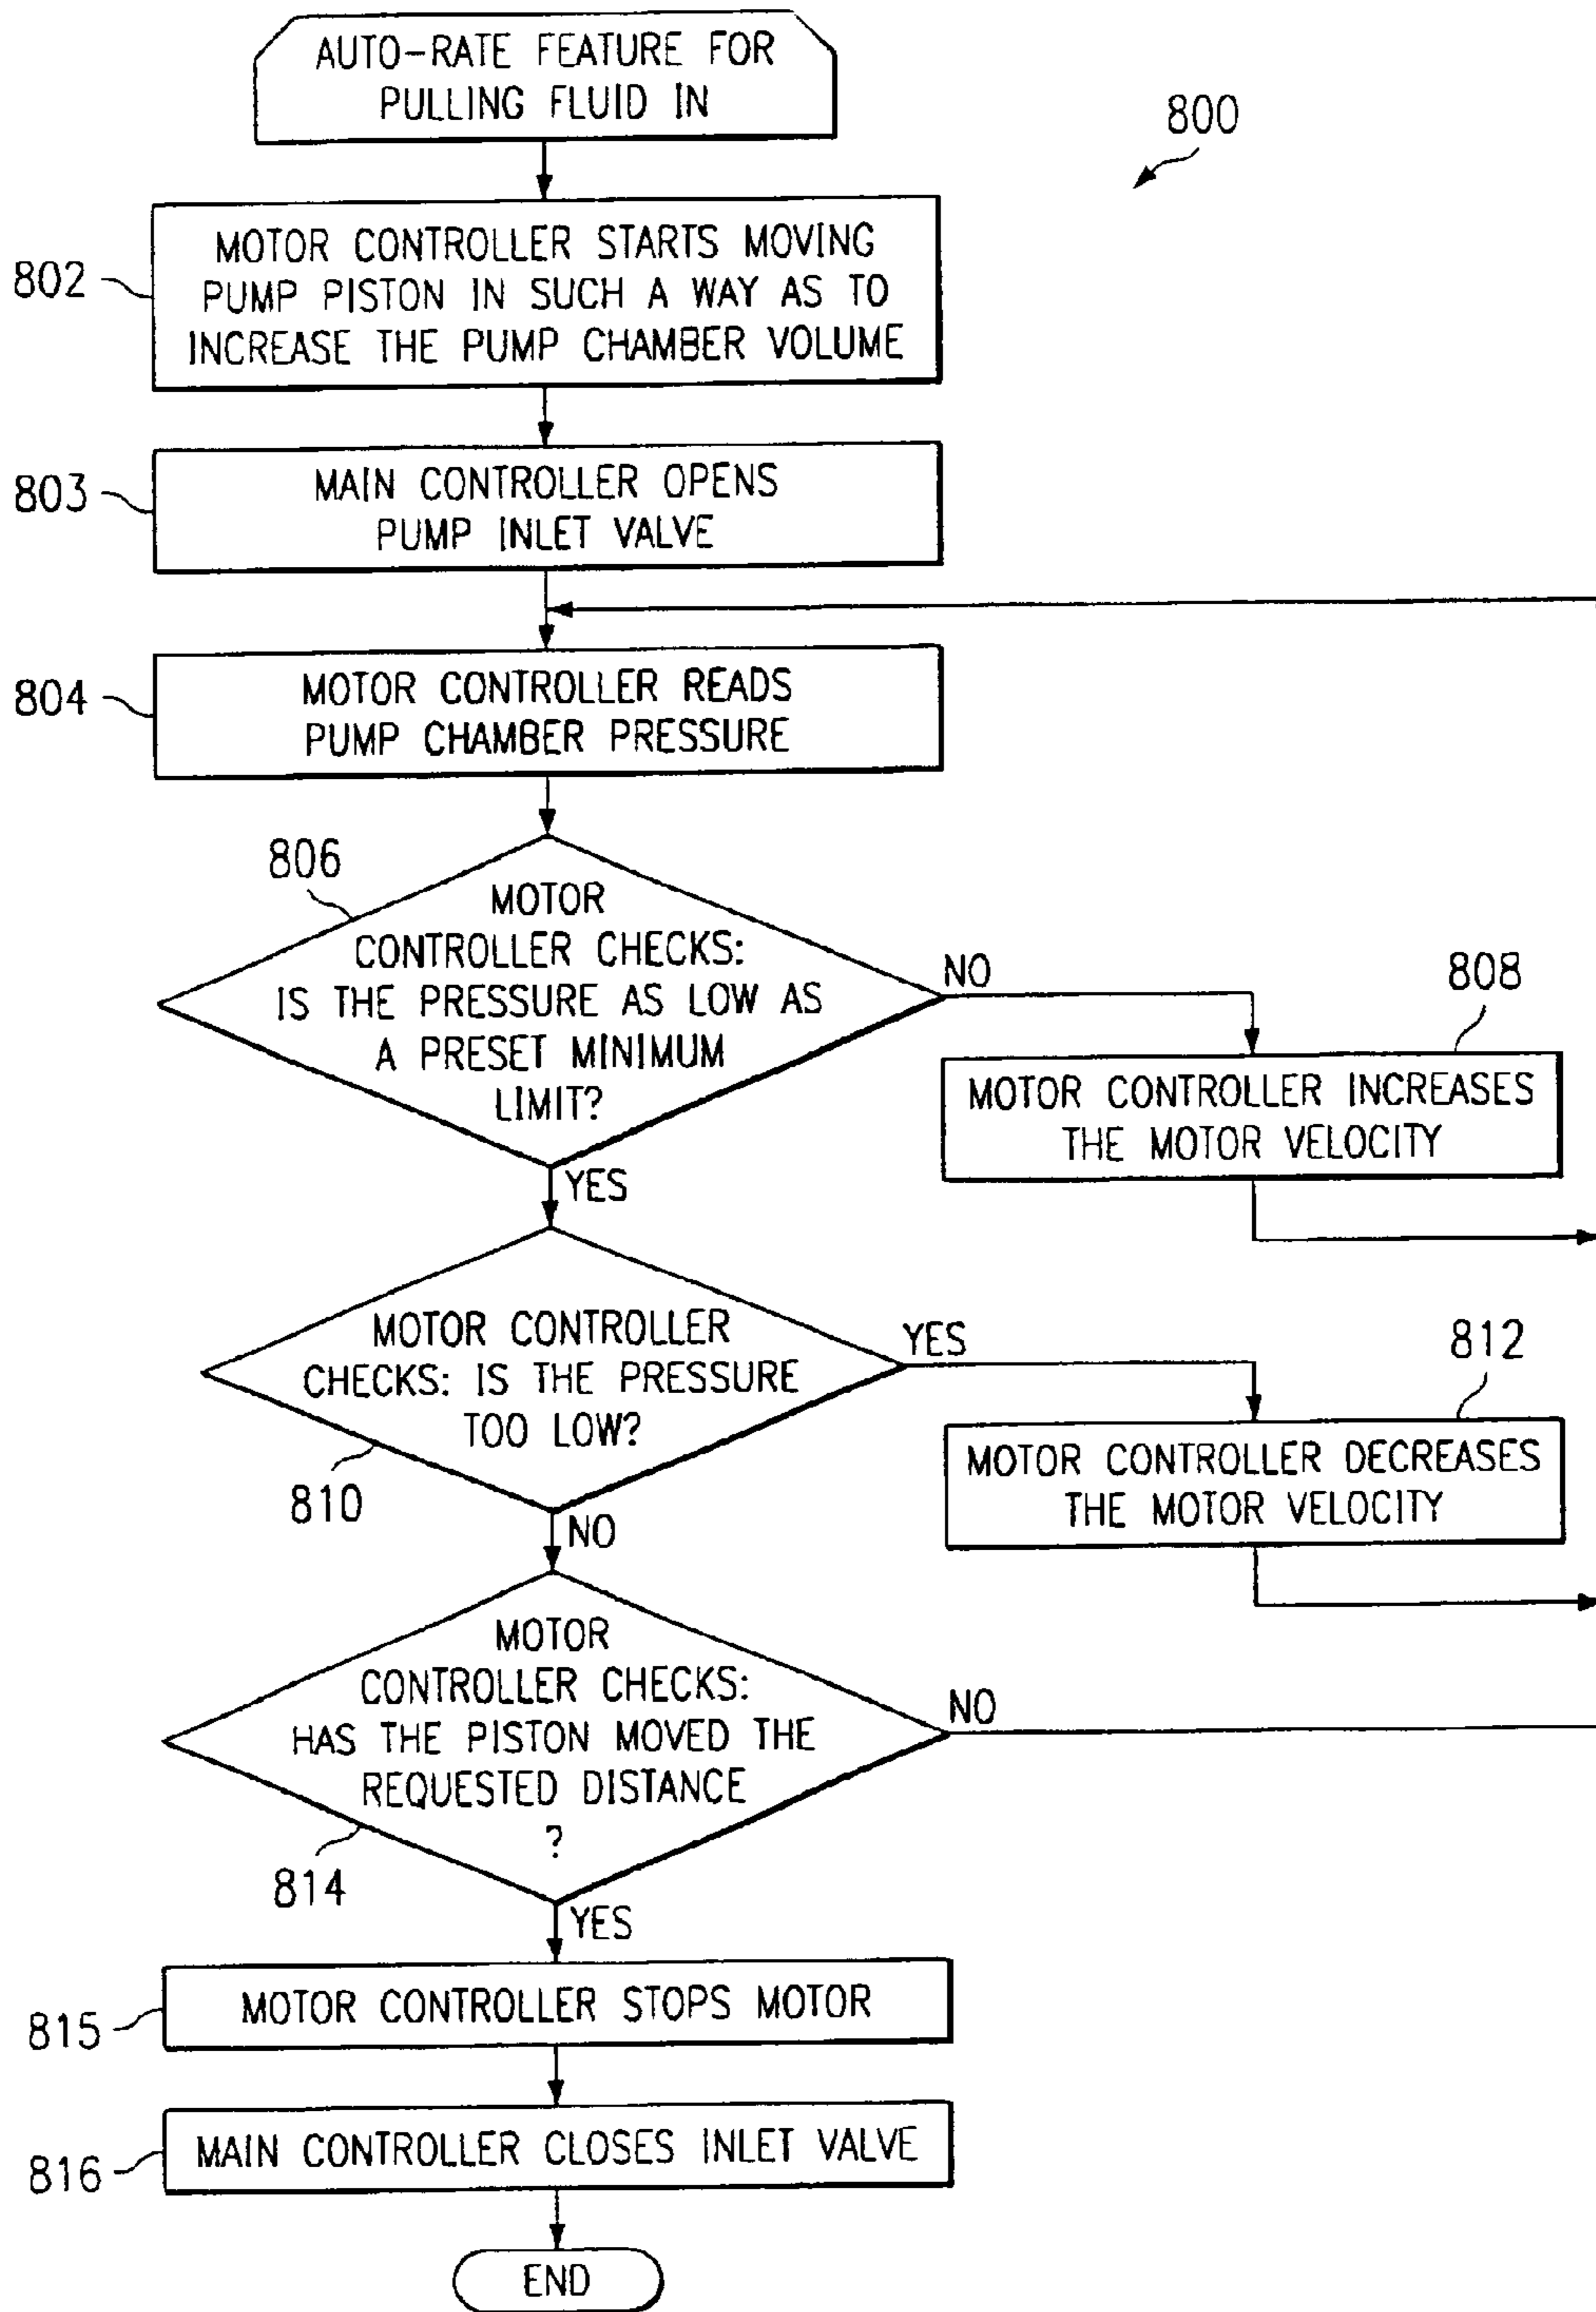 AUTO-RATE FEATURE FOR
PULLING FLUID IN
800
802
MOTOR CONTROLLER STARTS MOVING
PUMP PISTON IN SUCH A WAY AS TO
INCREASE THE PUMP CHAMBER VOLUME
803
MAIN CONTROLLER OPENS
PUMP INLET VALVE
804
MOTOR CONTROLLER READS
PUMP CHAMBER PRESSURE
806
MOTOR
CONTROLLER CHECKS:
IS THE PRESSURE AS LOW AS
A PRESET MINIMUM
LIMIT?
NO
808
MOTOR CONTROLLER INCREASES
THE MOTOR VELOCITY
YES
MOTOR CONTROLLER
CHECKS: IS THE PRESSURE
TOO LOW?
810
YES
812
MOTOR CONTROLLER DECREASES
THE MOTOR VELOCITY
NO
MOTOR
CONTROLLER CHECKS:
HAS THE PISTON MOVED THE
REQUESTED DISTANCE
?
814
NO
YES
815
MOTOR CONTROLLER STOPS MOTOR
816
MAIN CONTROLLER CLOSES INLET VALVE
END